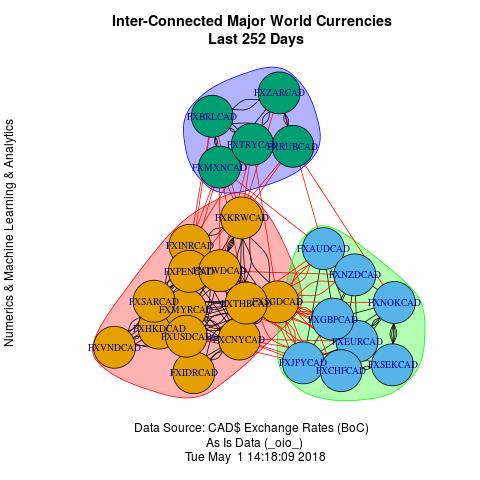 Inter-Connected Major World Currencies
Last 252 Days
Numerics & Machine Learning & Analytics
FXZARCAD
FXBRLCAD
FXTRYCAD
FXRUBCAD
FXMXNCAD
FXKRWCAD
FXINRCAD
FXAUDCAD
FXPENCAD
FXTWDCAD
FXNZDCAD
FXSARCAD
FXMYRCAD
FXTHBCAD
FXSGDCAD
FXNOKCAD
FXHKDCAD
FXUSDCAD
FXCNYCAD
FXGBPCAD
FXVNDCAD
FXEURCAD
FXIDRCAD
FXJPYCAD
FXCHFCAD
FXSEKCAD
Data Source: CAD$ Exchange Rates (BoC)
As Is Data (_oio_)
Tue May  1 14:18:09 2018